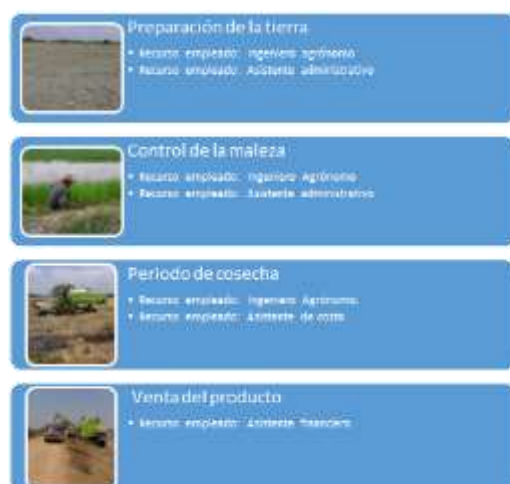 Preparación de la tierra
• Recurso empleado: Ingeniero agrónomo
• Recurso empleado: Asistente administrativo
Control de la maleza
• Recurso empleado: Ingeniero Agrónomo
• Recurso empleado: Asistente administrativo
Periodo de cosecha
• Recurso empleado: Ingeniero Agrónomo.
• Recurso empleado: Asistente de costo
Venta del producto
• Recurso empleado: Asistente financiero